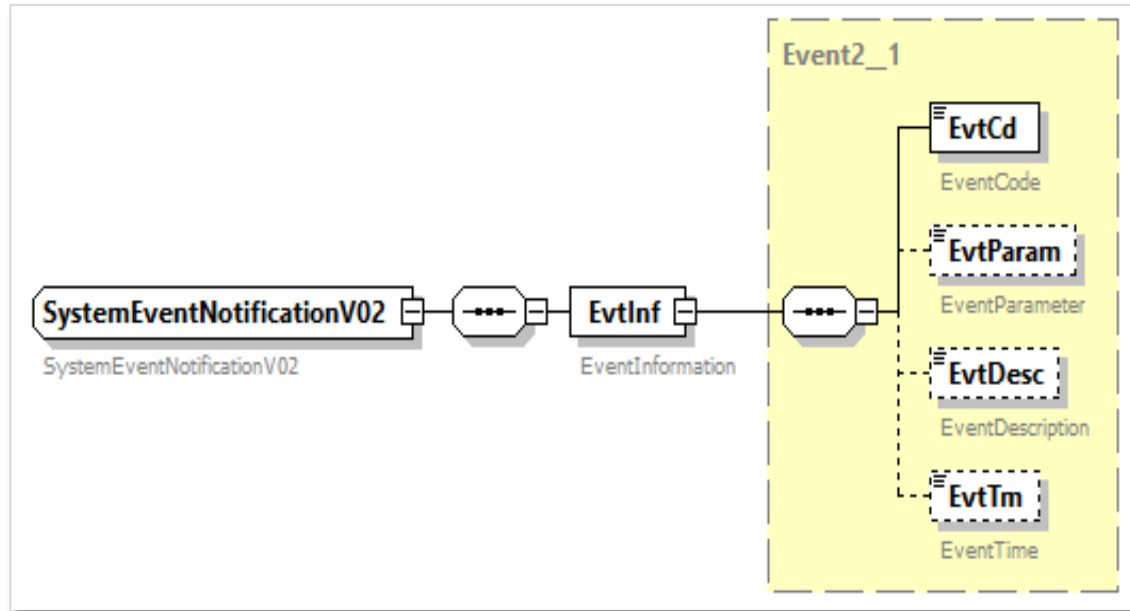 Event2__1
EvtCd
EventCode
EvtParam
EventParameter
SystemEventNotificationV02
SystemEventNotificationV02
EvtInf
EventInformation
EvtDesc
EventDescription
EvtTm
EventTime